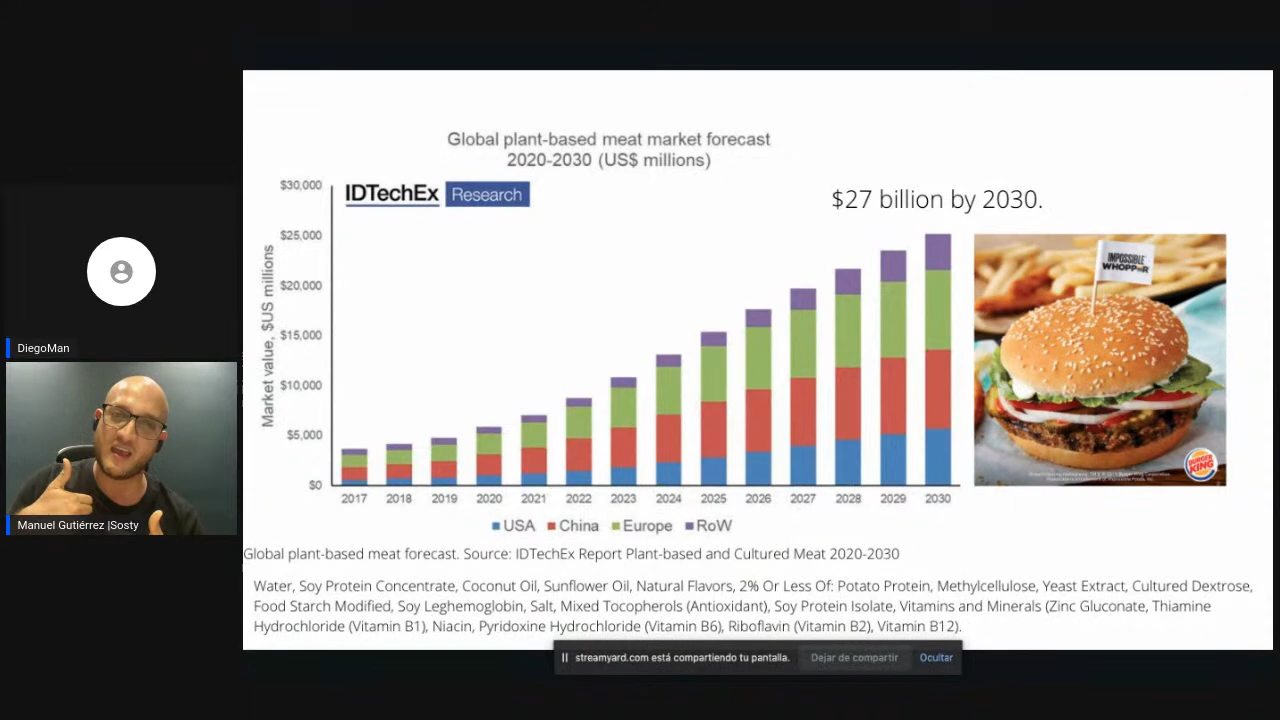 Global plant-based meat market forecast
2020-2030 (US$ millions)
IDTechEx Research
$27 billion by 2030.
Market value, $US millions
$30,000
$25,000
$20,000
$15,000
$10,000
$5,000
$0
2017 2018 2019 2020 2021 2022 2023 2024 2025 2026 2027 2028 2029 2030
USA China Europe RoW
IMPOSSIBLE
WHOPPER
BURGER
KING
DiegoMan
Manuel Gutiérrez |Sosty
Global plant-based meat forecast. Source: IDTechEx Report Plant-based and Cultured Meat 2020-2030
Water, Soy Protein Concentrate, Coconut Oil, Sunflower Oil, Natural Flavors, 2% Or Less Of: Potato Protein, Methylcellulose, Yeast Extract, Cultured Dextrose,
Food Starch Modified, Soy Leghemoglobin, Salt, Mixed Tocopherols (Antioxidant), Soy Protein Isolate, Vitamins and Minerals (Zinc Gluconate, Thiamine
Hydrochloride (Vitamin B1), Niacin, Pyridoxine Hydrochloride (Vitamin B6), Riboflavin (Vitamin B2), Vitamin B12).
streamyard.com está compartiendo tu pantalla. Dejar de compartir Ocultar